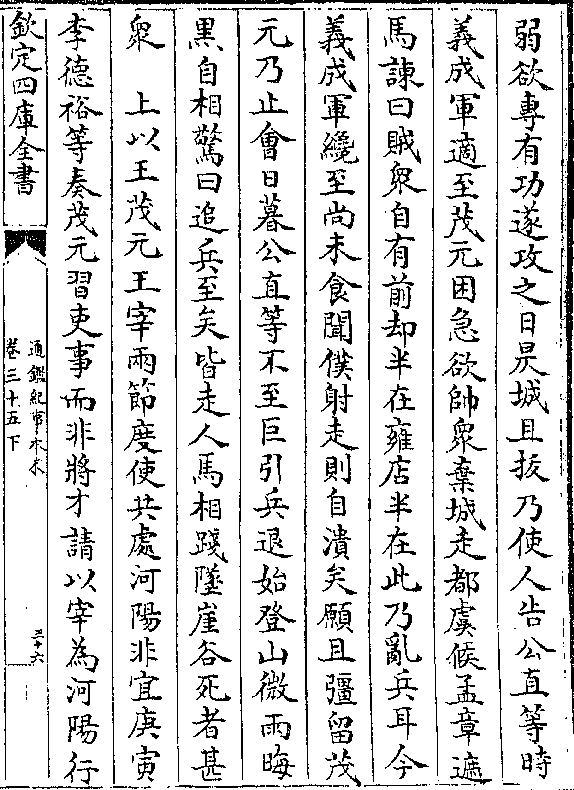 弱欲專有功遂攻之日昃城且拔乃使人告公直等時
義成軍適至茂元困急欲帥衆棄城走都虞候孟章遮
馬諫曰賊衆自有前却半在雍店半在此乃亂兵耳今
義成軍纔至尚未食聞僕射走則自潰矣願且彊留茂
元乃止會日暮公直等不至巨引兵退始登山微雨晦
黑自相驚曰追兵至矣皆走人馬相踐墜崖谷死者甚
衆　上以王茂元王宰兩節度使共處河陽非宜庚寅
李德裕等奏茂元習吏事而非將才請以宰為河陽行
欽定四庫全書
通鑑紀事本末
卷三十五下
三十六